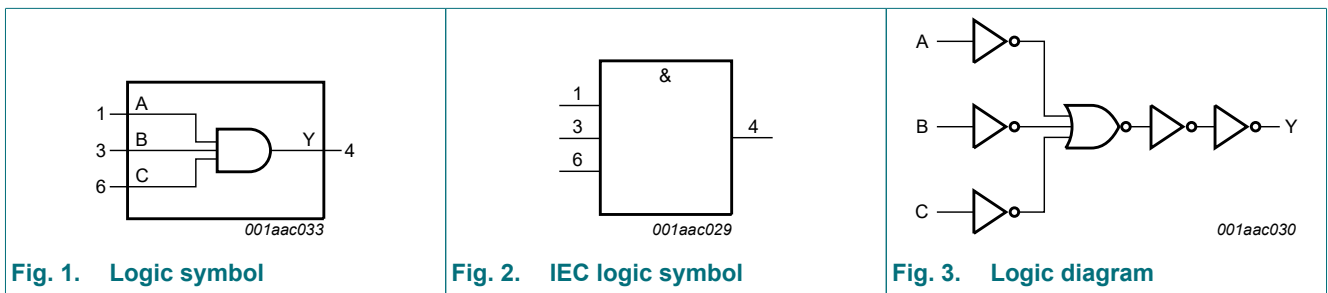 1 A
B
3
C
6
Y
4
001aac033
Fig. 1. Logic symbol
&
1
3
6
4
001aac029
Fig. 2. IEC logic symbol
A
B
C
Y
001aac030
Fig. 3. Logic diagram